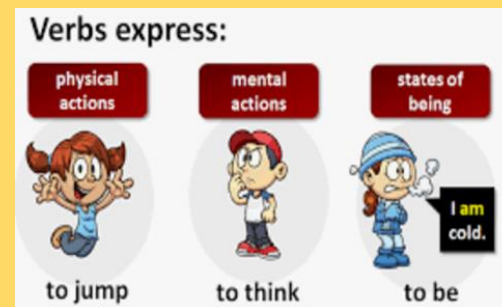 Verbs express:
physical
actions
mental
actions
states of
being
I am
cold.
to jump
to think
to be